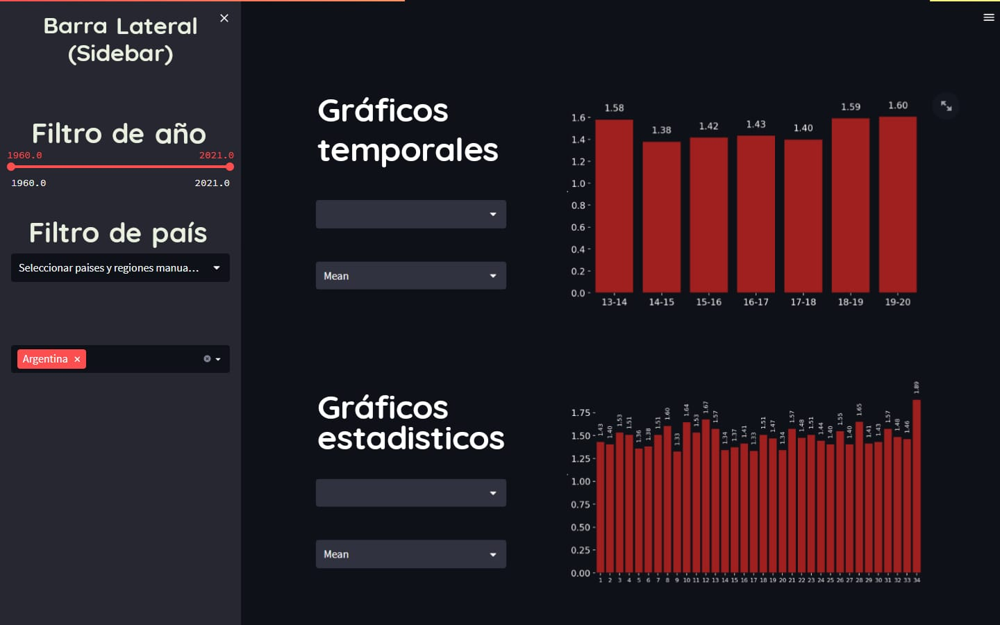 Barra Lateral
(Sidebar)
Filtro de año
1960.0 2021.0
1960.0 2021.0
Filtro de país
Seleccionar paises y regiones manua...
Argentina
Gráficos
temporales
Mean
1.58 1.38 1.42 1.43 1.40 1.59 1.60
1.6
1.4
1.2
1.0
0.8
0.6
0.4
0.2
0.0
13-14 14-15 15-16 16-17 17-18 18-19 19-20
Gráficos
estadisticos
Mean
1.43 1.40 1.53 1.51 1.36 1.38 1.51 1.60 1.33 1.64 1.53 1.67 1.57 1.34 1.37 1.41 1.33 1.51 1.47 1.34 1.57 1.48 1.51 1.44 1.40 1.55 1.40 1.65 1.41 1.43 1.57 1.48 1.46 1.89
1.75
1.50
1.25
1.00
0.75
0.50
0.25
0.00
1 2 3 4 5 6 7 8 9 10 11 12 13 14 15 16 17 18 19 20 21 22 23 24 25 26 27 28 29 30 31 32 33 34